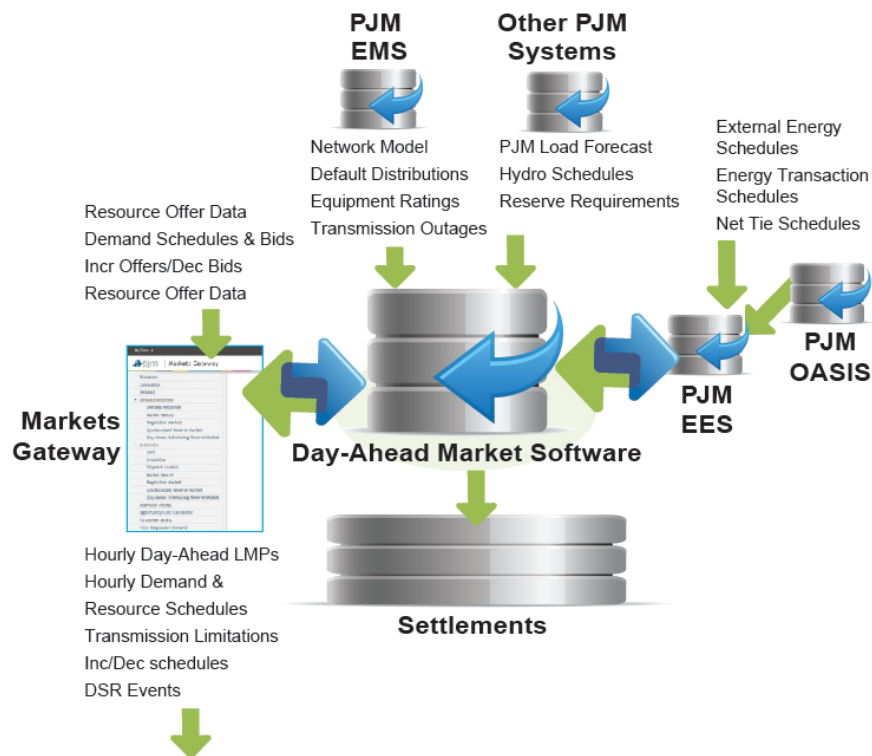 PJM
EMS
Other PJM
Systems
Network Model
Default Distributions
Equipment Ratings
Transmission Outages
PJM Load Forecast
Hydro Schedules
Reserve Requirements
External Energy
Schedules
Energy Transaction
Schedules
Net Tie Schedules
Resource Offer Data
Demand Schedules & Bids
Incr Offers/Dec Bids
Resource Offer Data
pjm Markets Gateway
Markets
Gateway
Day-Ahead Market Software
PJM
EES
PJM
OASIS
Hourly Day-Ahead LMPs
Hourly Demand &
Resource Schedules
Transmission Limitations
Inc/Dec schedules
DSR Events
Settlements